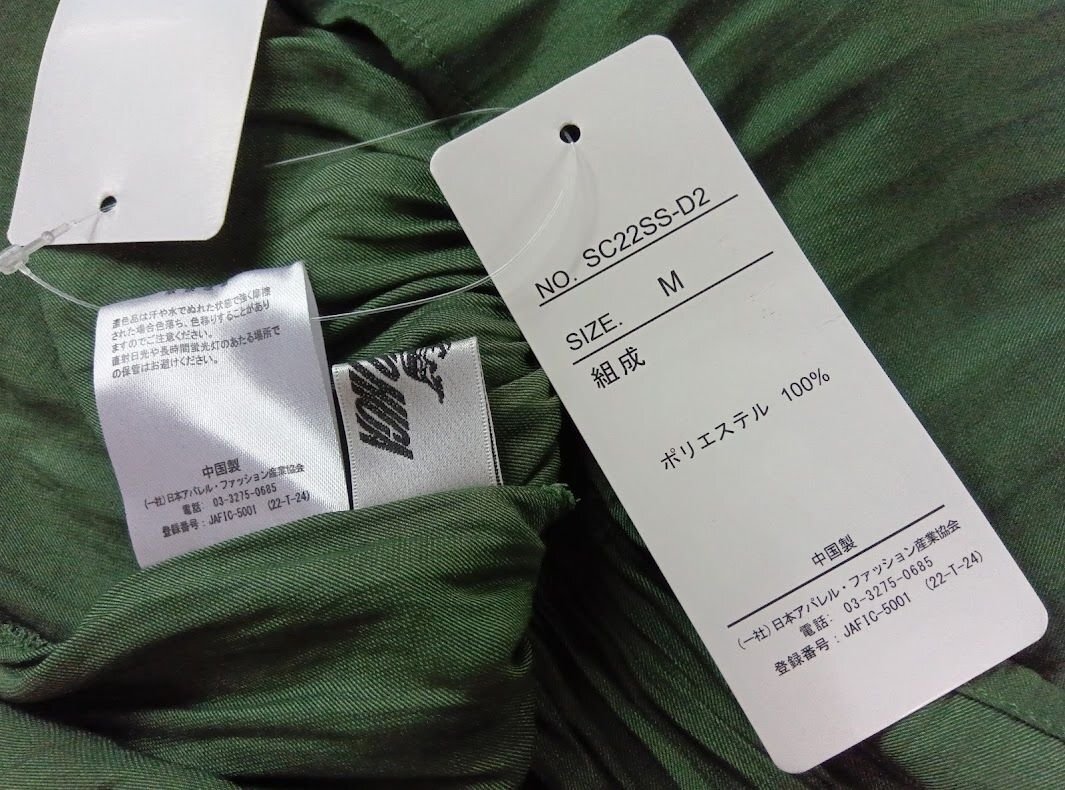 濃色品は汗や水でぬれた状態で強く摩擦
された場合色落ち、色移りすることがあり
ますのでご注意ください。
直射日光や長時間蛍光灯のあたる場所で
の保管はお避けください。
中国製
(一社)日本アパレル・ファッション産業協会
電話: 03-3275-0685
登録番号:JAFIC-5001 (22-T-24)
NO. SC22SS-D2
SIZE. M
組成
ポリエステル 100%
中国製
(一社)日本アパレル・ファッション産業協会
電話: 03-3275-0685
登録番号:JAFIC-5001 (22-T-24)